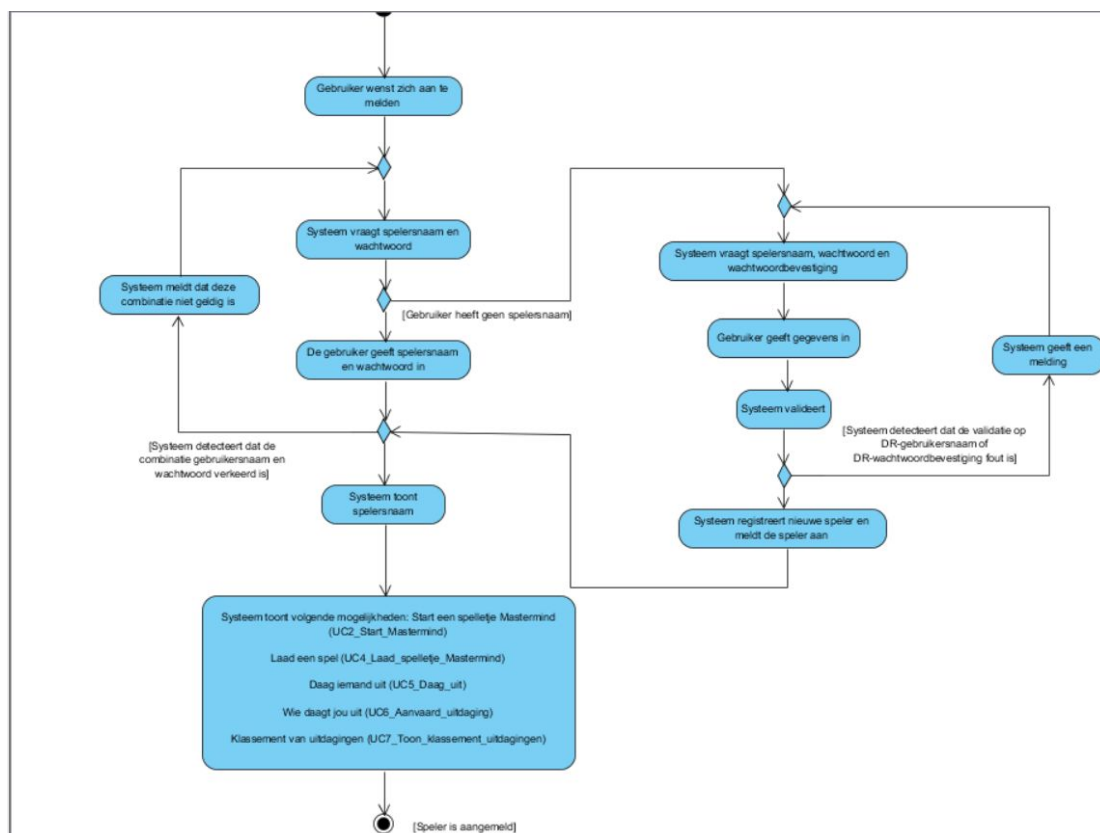 Gebruiker wenst zich aan te
melden
Systeem vraagt spelersnaam en
wachtwoord
Systeem vraagt spelersnaam, wachtwoord en
wachtwoordbevestiging
Systeem meldt dat deze
combinatie niet geldig is
[Gebruiker heeft geen spelersnaam]
De gebruiker geeft spelersnaam
en wachtwoord in
Gebruiker geeft gegevens in
Systeem geeft een
melding
Systeem valideert
[Systeem detecteert dat de
combinatie gebruikersnaam en
wachtwoord verkeerd is]
[Systeem detecteert dat de validatie op
DR-gebruikersnaam of
DR-wachtwoordbevestiging fout is]
Systeem toont
spelersnaam
Systeem registreert nieuwe speler en
meldt de speler aan
Systeem toont volgende mogelijkheden: Start een spelletje Mastermind
(UC2_Start_Mastermind)
Laad een spel (UC4_Laad_spelletje_Mastermind)
Daag iemand uit (UC5_Daag_uit)
Wie daagt jou uit (UC6_Aanvaard_uitdaging)
Klassement van uitdagingen (UC7_Toon_klassement_uitdagingen)
[Speler is aangemeld]